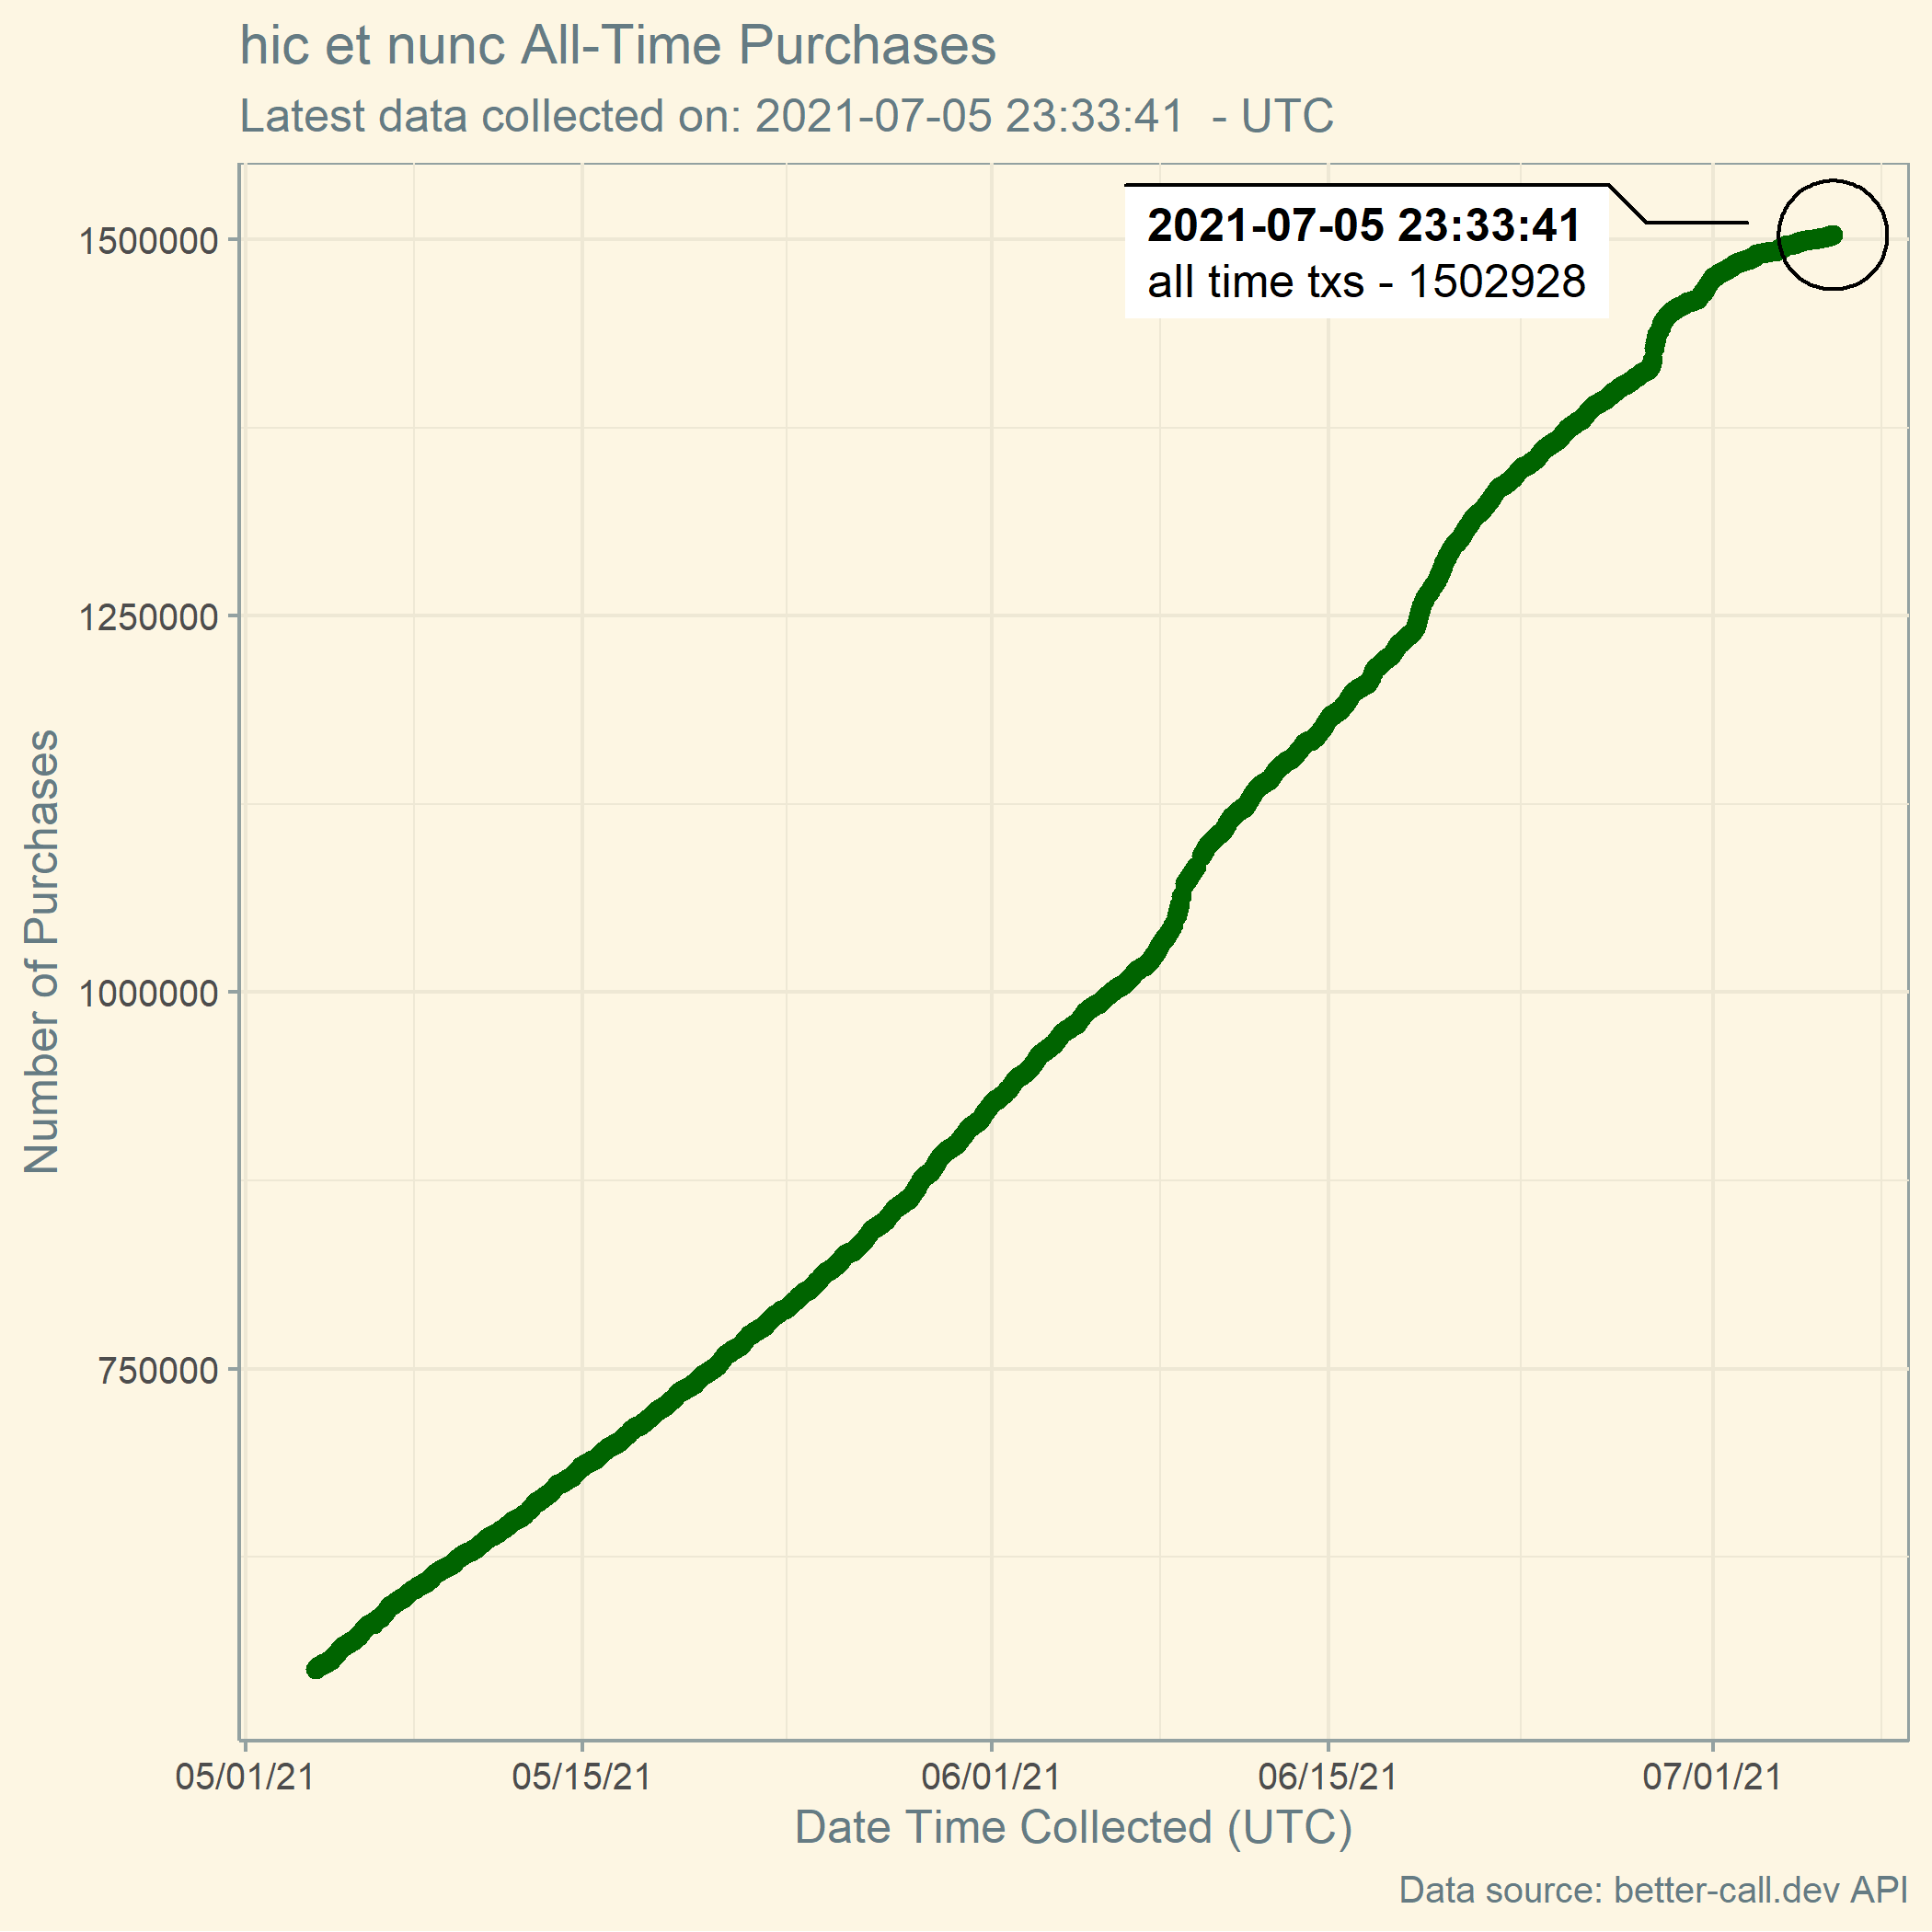 hic et nunc All-Time Purchases
Latest data collected on: 2021-07-05 23:33:41  - UTC
2021-07-05 23:33:41
all time txs - 1502928
Number of Purchases
1500000
1250000
1000000
750000
05/01/21
05/15/21
06/01/21
06/15/21
07/01/21
Date Time Collected (UTC)
Data source: better-call.dev API